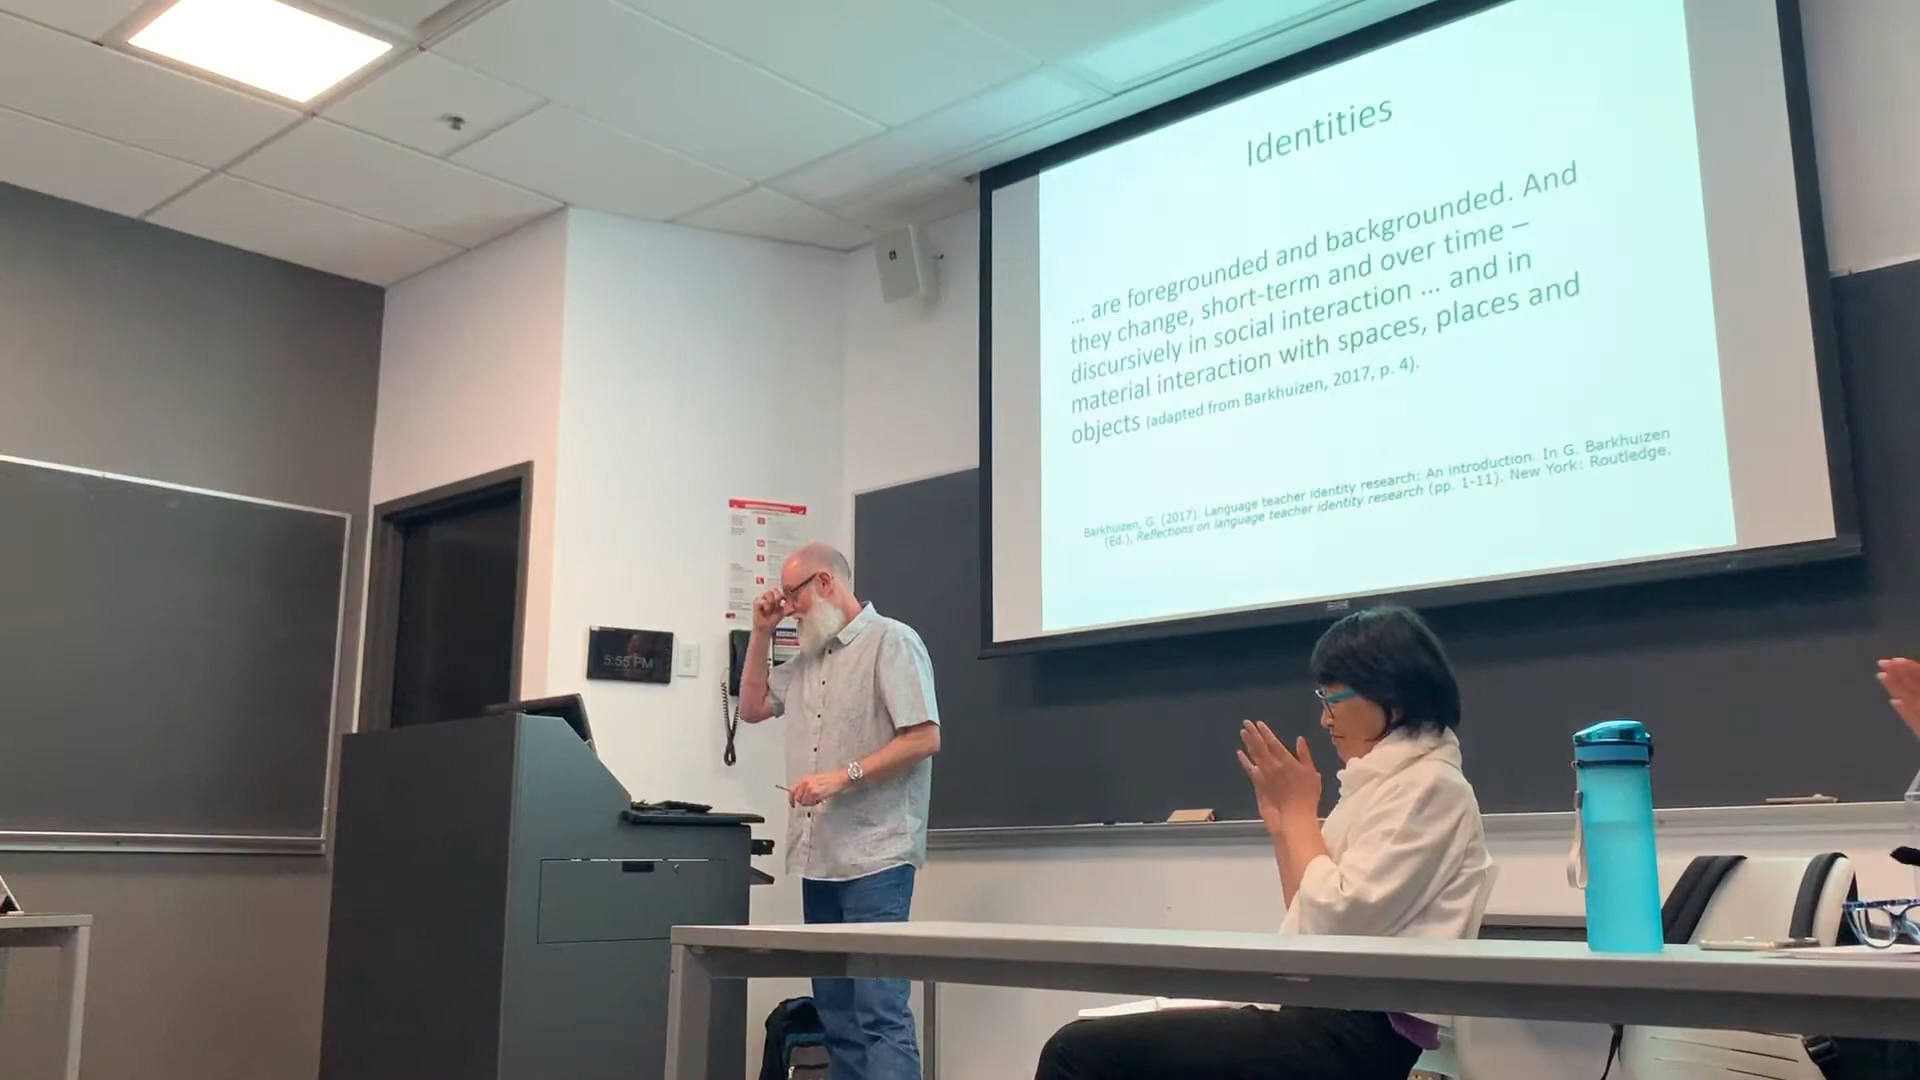 Identities
... are foregrounded and backgrounded. And
they change, short-term and over time –
discursively in social interaction ... and in
material interaction with spaces, places and
objects (adapted from Barkhuizen, 2017, p. 4).
Barkhuizen, G. (2017). Language teacher identity research: An introduction. In G. Barkhuizen
(Ed.), Reflections on language teacher identity research (pp. 1-11). New York: Routledge.
5:55 PM